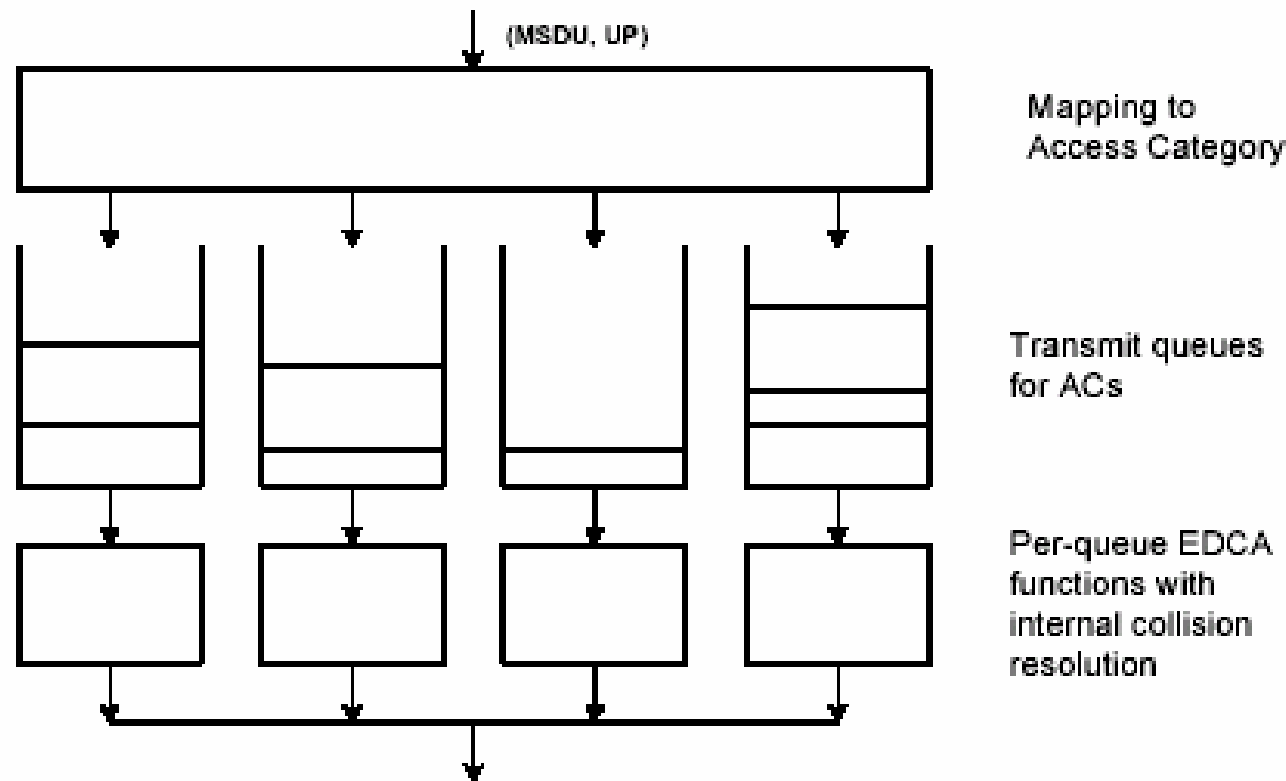 (MSDU, UP)
Mapping to
Access Category
Transmit queues
for ACs
Per-queue EDCA
functions with
internal collision
resolution